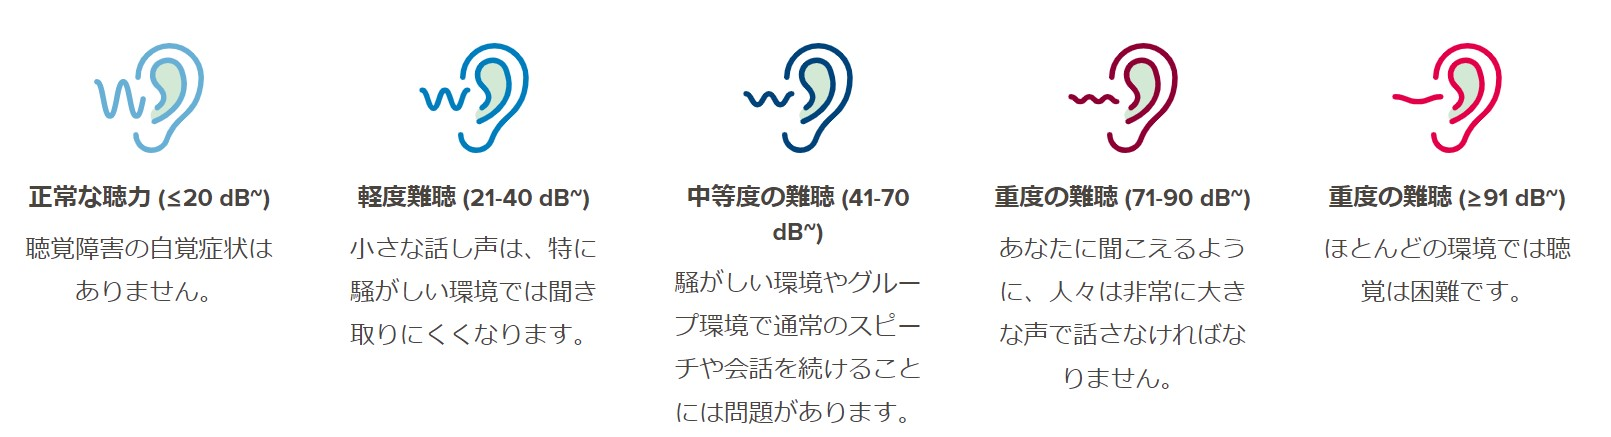 正常な聴力 (≤20 dB~)
聴覚障害の自覚症状は
ありません。
軽度難聴 (21-40 dB~)
小さな話し声は、特に
騒がしい環境では聞き
取りにくくなります。
中等度の難聴 (41-70
dB~)
騒がしい環境やグルー
プ環境で通常のスピー
チや会話を続けること
には問題があります。
重度の難聴 (71-90 dB~)
あなたに聞こえるよう
に、人々は非常に大き
な声で話さなければな
りません。
重度の難聴 (≥91 dB~)
ほとんどの環境では聴
覚は困難です。